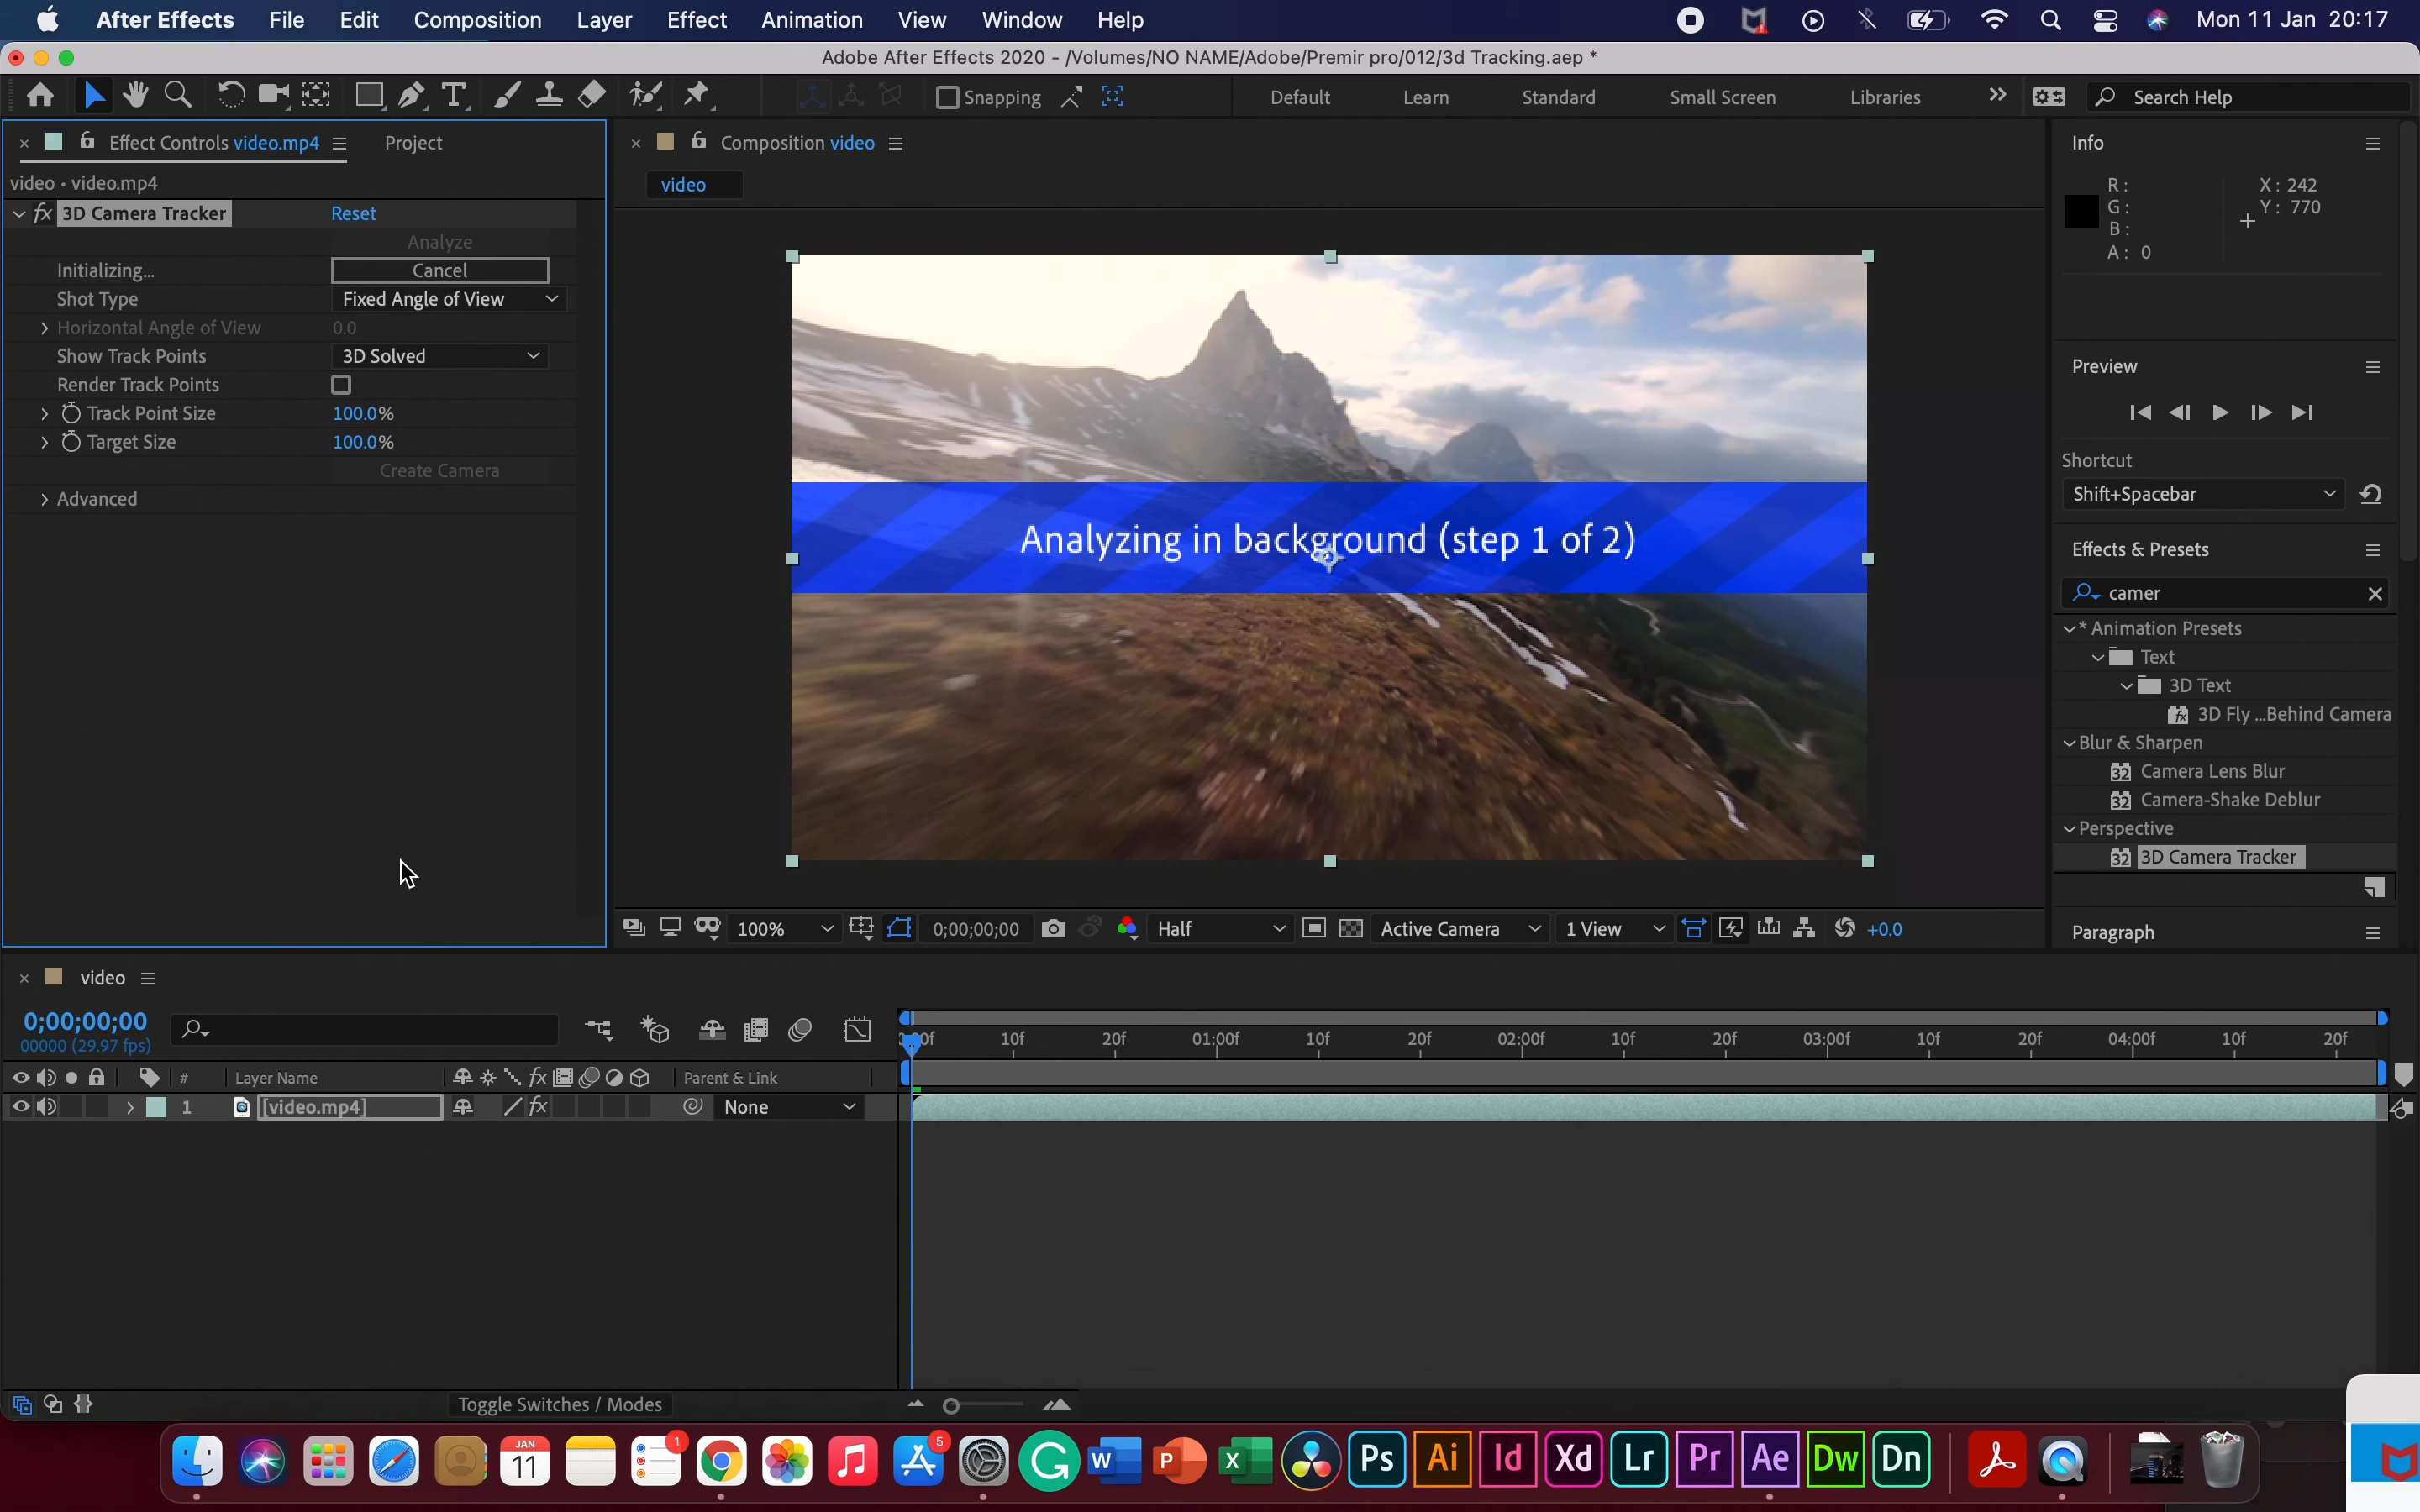 After Effects File Edit Composition Layer Effect Animation View Window Help Mon 11 Jan 20:17
Adobe After Effects 2020 - /Volumes/NO NAME/Adobe/Premir pro/012/3d Tracking.aep *
Snapping Default Learn Standard Small Screen Libraries Search Help
Effect Controls video.mp4 Project
video • video.mp4
fx 3D Camera Tracker Reset
Analyze
Initializing... Cancel
Shot Type Fixed Angle of View
Horizontal Angle of View 0.0
Show Track Points 3D Solved
Render Track Points
Track Point Size 100.0%
Target Size 100.0%
Create Camera
Advanced
Composition video
video
Analyzing in background (step 1 of 2)
100% 0;00;00;00 Half Active Camera 1 View +0.0
Info
R: X: 242
G: Y: 770
B:
A: 0
Preview
Shortcut
Shift+Spacebar
Effects & Presets
camer
* Animation Presets
Text
3D Text
3D Fly ...Behind Camera
Blur & Sharpen
32 Camera Lens Blur
32 Camera-Shake Deblur
Perspective
32 3D Camera Tracker
Paragraph
video
0;00;00;00
00000 (29.97 fps)
10f 20f 01:00f 10f 20f 02:00f 10f 20f 03:00f 10f 20f 04:00f 10f 20f
# Layer Name fx Parent & Link
1 [video.mp4] fx None
Toggle Switches / Modes
JAN 11 1 5 W P X Ps Ai Id Xd Lr Pr Ae Dw Dn